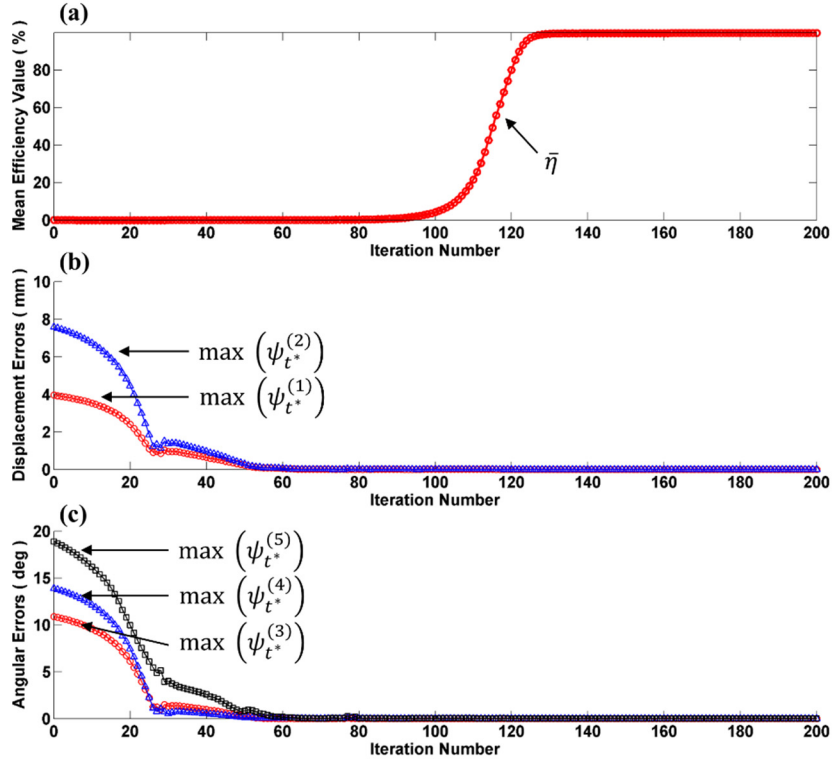 (a)
Mean Efficiency Value ( % )
80
60
40
20
0
η̄
0 20 40 60 80 100 120 140 160 180 200
Iteration Number
(b)
Displacement Errors ( mm )
10
8
6
4
2
0
max (ψ_{t*}^{(2)})
max (ψ_{t*}^{(1)})
0 20 40 60 80 100 120 140 160 180 200
Iteration Number
(c)
Angular Errors ( deg )
20
15
10
5
0
max (ψ_{t*}^{(5)})
max (ψ_{t*}^{(4)})
max (ψ_{t*}^{(3)})
0 20 40 60 80 100 120 140 160 180 200
Iteration Number